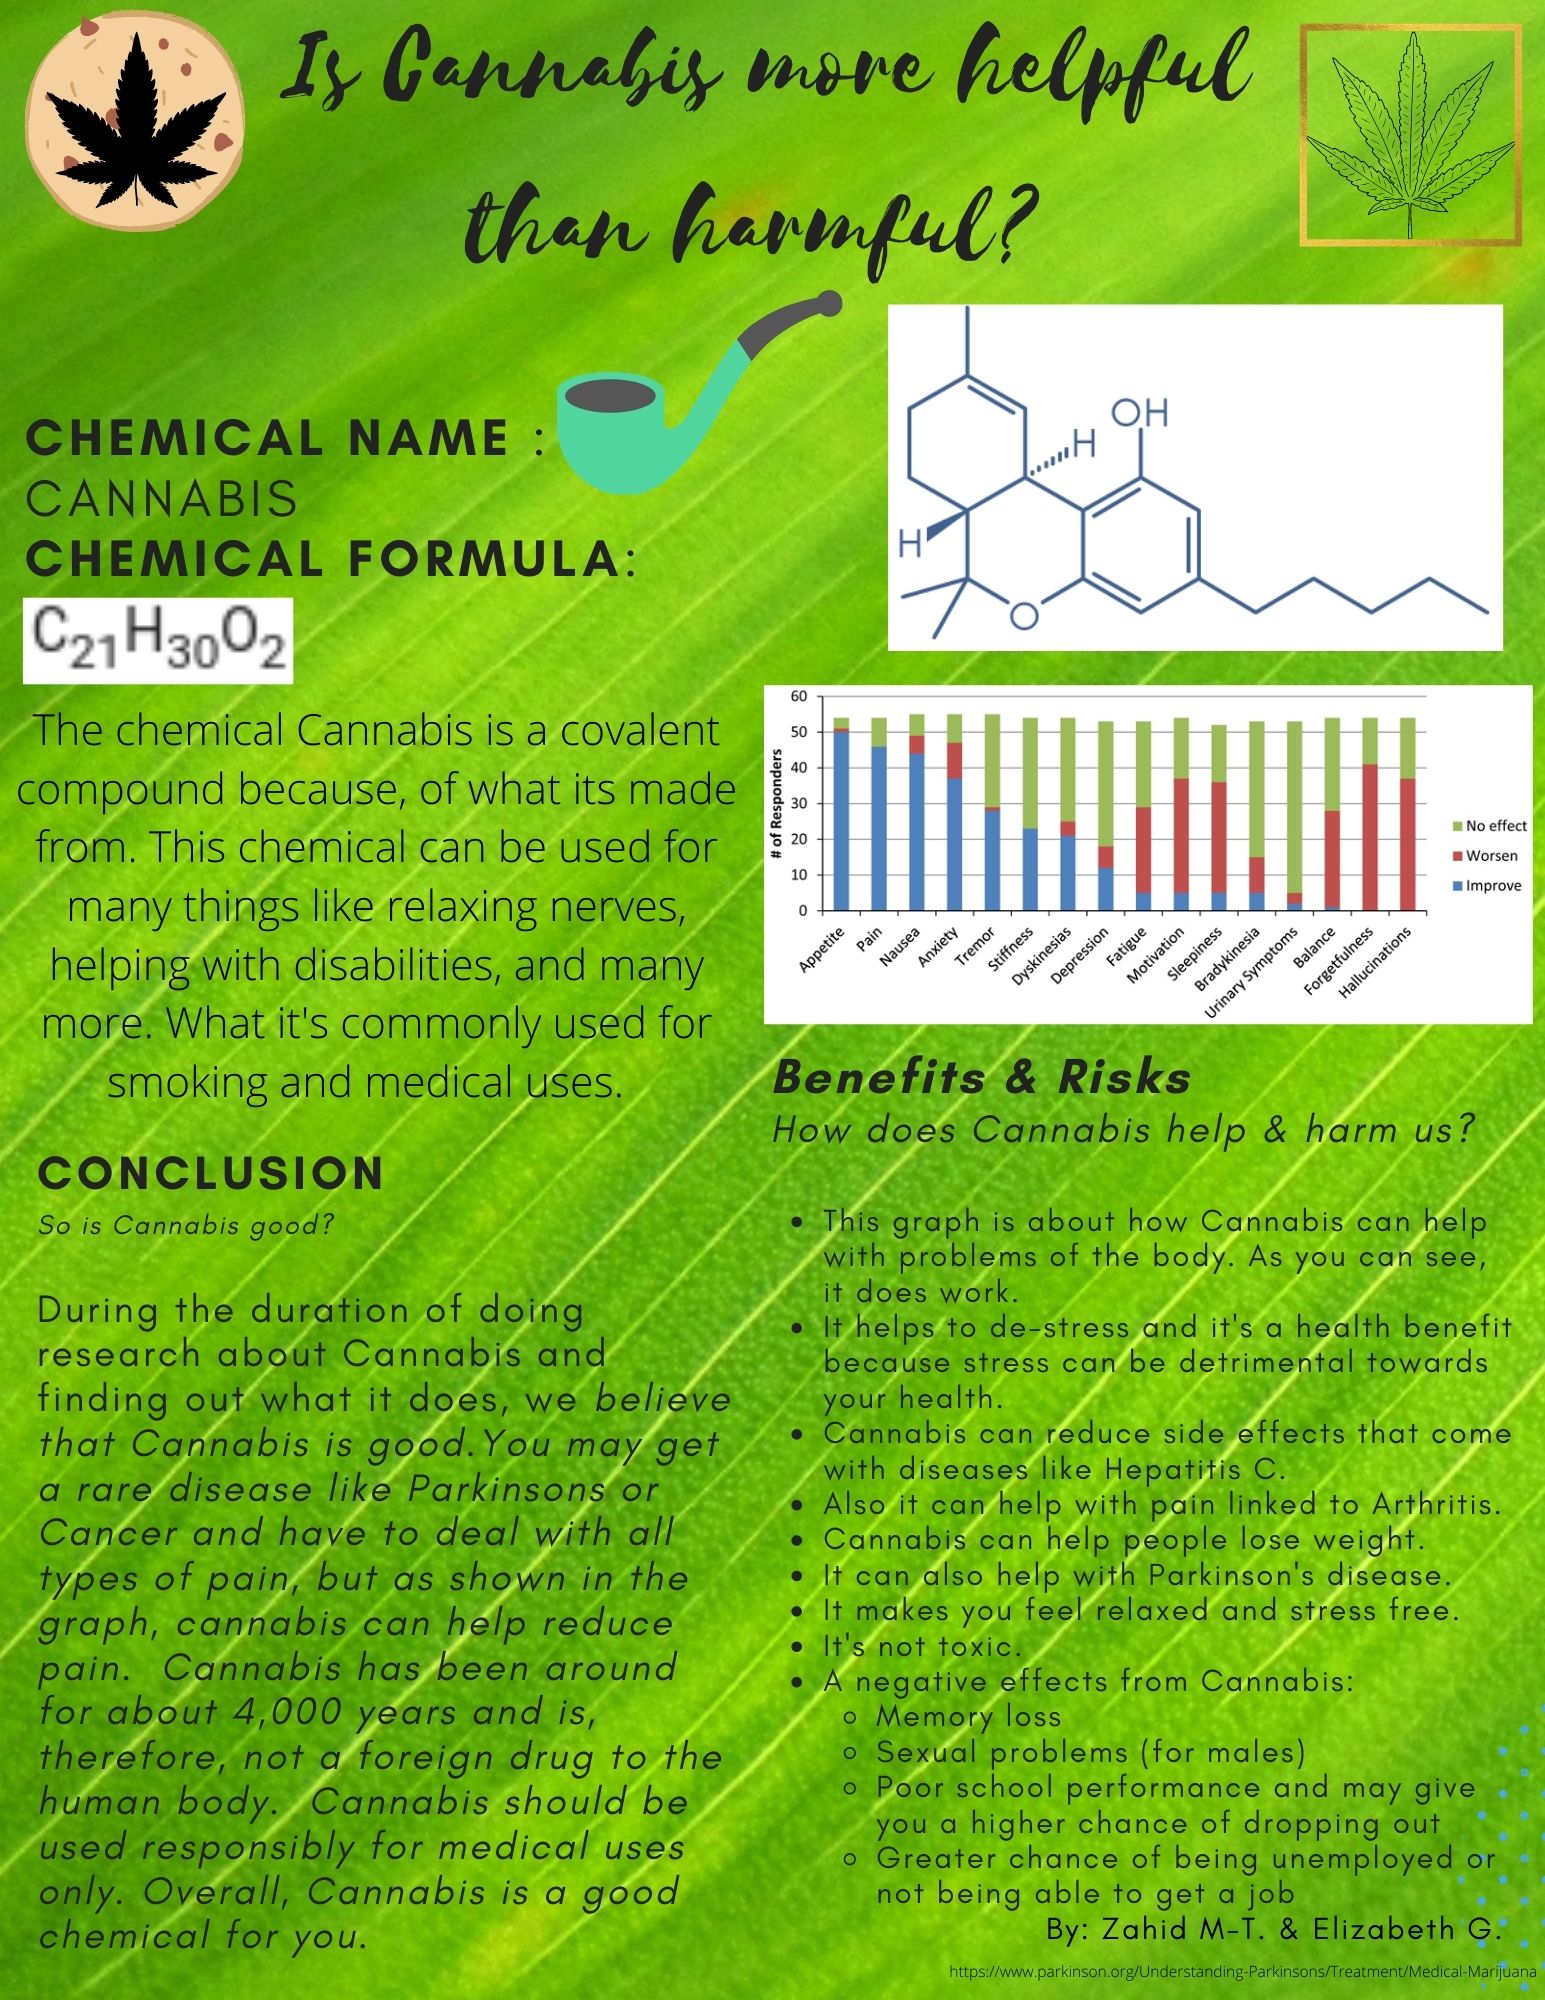 Is Cannabis more helpful
than harmful?
CHEMICAL NAME :
CANNABIS
CHEMICAL FORMULA:
C21H30O2
The chemical Cannabis is a covalent
compound because, of what its made
from. This chemical can be used for
many things like relaxing nerves,
helping with disabilities, and many
more. What it's commonly used for
smoking and medical uses.
CONCLUSION
So is Cannabis good?
During the duration of doing
research about Cannabis and
finding out what it does, we believe
that Cannabis is good.You may get
a rare disease like Parkinsons or
Cancer and have to deal with all
types of pain, but as shown in the
graph, cannabis can help reduce
pain.  Cannabis has been around
for about 4,000 years and is,
therefore, not a foreign drug to the
human body.  Cannabis should be
used responsibly for medical uses
only. Overall, Cannabis is a good
chemical for you.
OH
H
H
O
# of Responders
60
50
40
30
20
10
0
Appetite
Pain
Nausea
Anxiety
Tremor
Stiffness
Dyskinesias
Depression
Fatigue
Motivation
Sleepiness
Bradykinesia
Urinary Symptoms
Balance
Forgetfulness
Hallucinations
No effect
Worsen
Improve
Benefits & Risks
How does Cannabis help & harm us?
• This graph is about how Cannabis can help
with problems of the body. As you can see,
it does work.
• It helps to de-stress and it's a health benefit
because stress can be detrimental towards
your health.
• Cannabis can reduce side effects that come
with diseases like Hepatitis C.
• Also it can help with pain linked to Arthritis.
• Cannabis can help people lose weight.
• It can also help with Parkinson's disease.
• It makes you feel relaxed and stress free.
• It's not toxic.
• A negative effects from Cannabis:
◦ Memory loss
◦ Sexual problems (for males)
◦ Poor school performance and may give
you a higher chance of dropping out
◦ Greater chance of being unemployed or
not being able to get a job
By: Zahid M-T. & Elizabeth G.
https://www.parkinson.org/Understanding-Parkinsons/Treatment/Medical-Marijuana